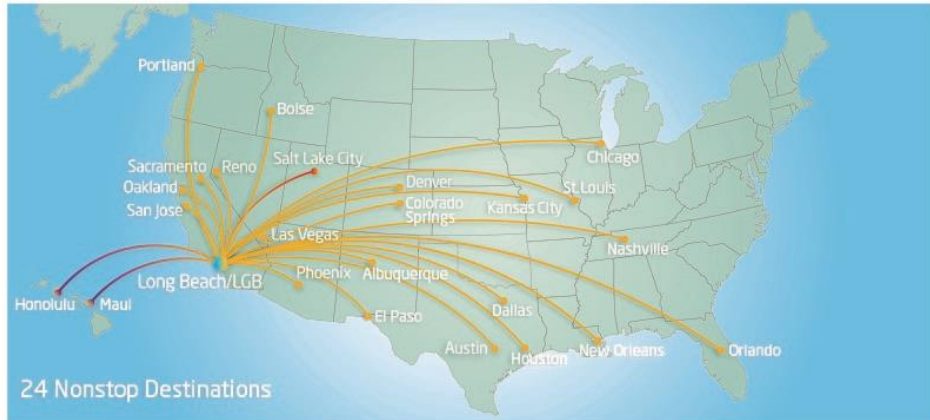 Portland
Boise
Chicago
Sacramento
Reno
Salt Lake City
Oakland
Denver
St. Louis
San Jose
Colorado
Springs
Kansas City
Las Vegas
Nashville
Long Beach/LGB
Phoenix
Albuquerque
Honolulu
Maui
Dallas
El Paso
Austin
Houston
New Orleans
Orlando
24 Nonstop Destinations